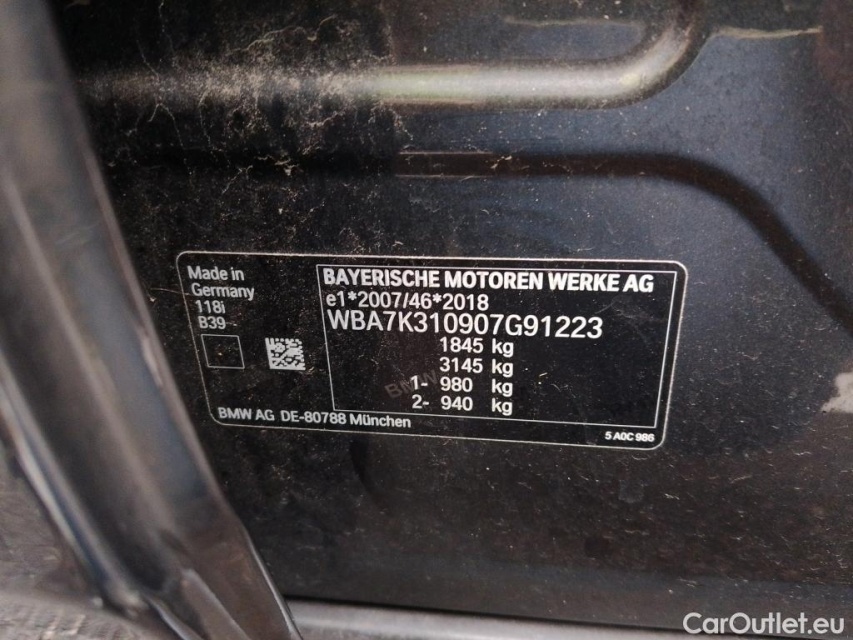 Made in
Germany
118i
B39
BAYERISCHE MOTOREN WERKE AG
e1*2007/46*2018
WBA7K310907G91223
1845 kg
3145 kg
1- 980 kg
2- 940 kg
BMW AG DE-80788 München
5 A0C 986
CarOutlet.eu